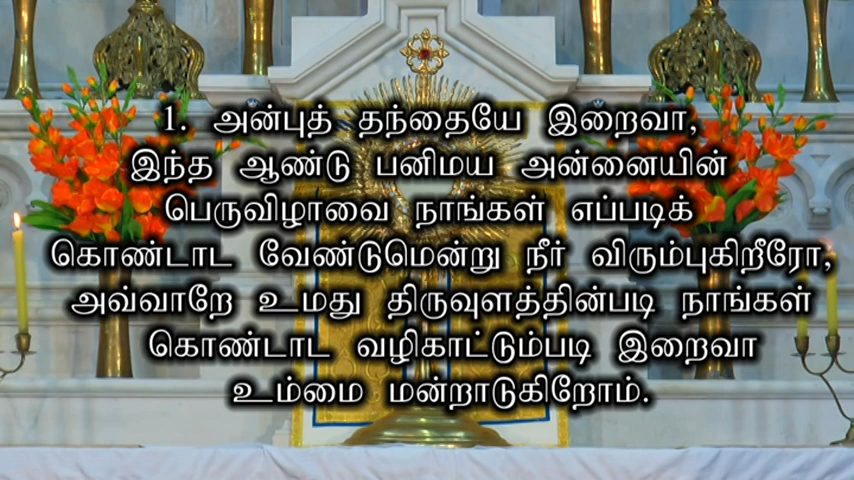 1. அன்புத் தந்தையே இறைவா,
இந்த ஆண்டு பனிமய அன்னையின்
பெருவிழாவை நாங்கள் எப்படிக்
கொண்டாட வேண்டுமென்று நீர் விரும்புகிறீரோ,
அவ்வாறே உமது திருவுளத்தின்படி நாங்கள்
கொண்டாட வழிகாட்டும்படி இறைவா
உம்மை மன்றாடுகிறோம்.